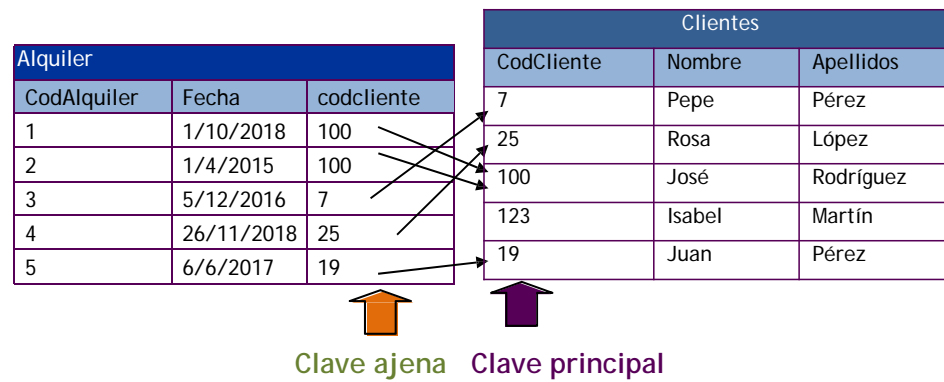 Alquiler
CodAlquiler Fecha codcliente
1 1/10/2018 100
2 1/4/2015 100
3 5/12/2016 7
4 26/11/2018 25
5 6/6/2017 19
Clientes
CodCliente Nombre Apellidos
7 Pepe Pérez
25 Rosa López
100 José Rodríguez
123 Isabel Martín
19 Juan Pérez
Clave ajena Clave principal